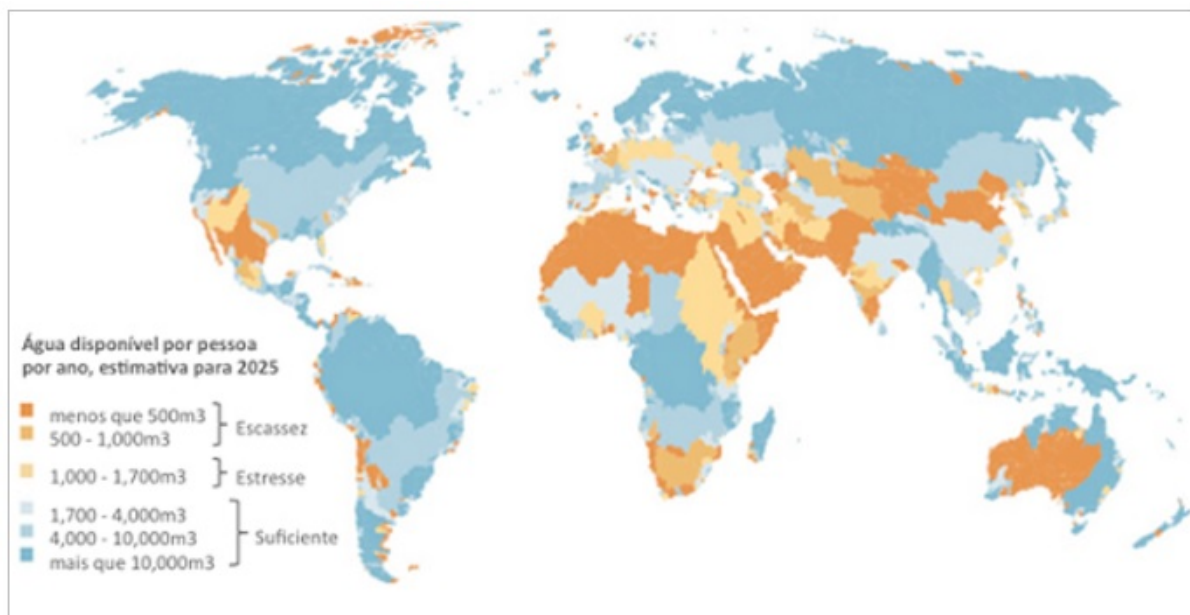 Água disponível por pessoa
por ano, estimativa para 2025
menos que 500m3
500 - 1,000m3
Escassez
1,000 - 1,700m3
Estresse
1,700 - 4,000m3
4,000 - 10,000m3
Suficiente
mais que 10,000m3